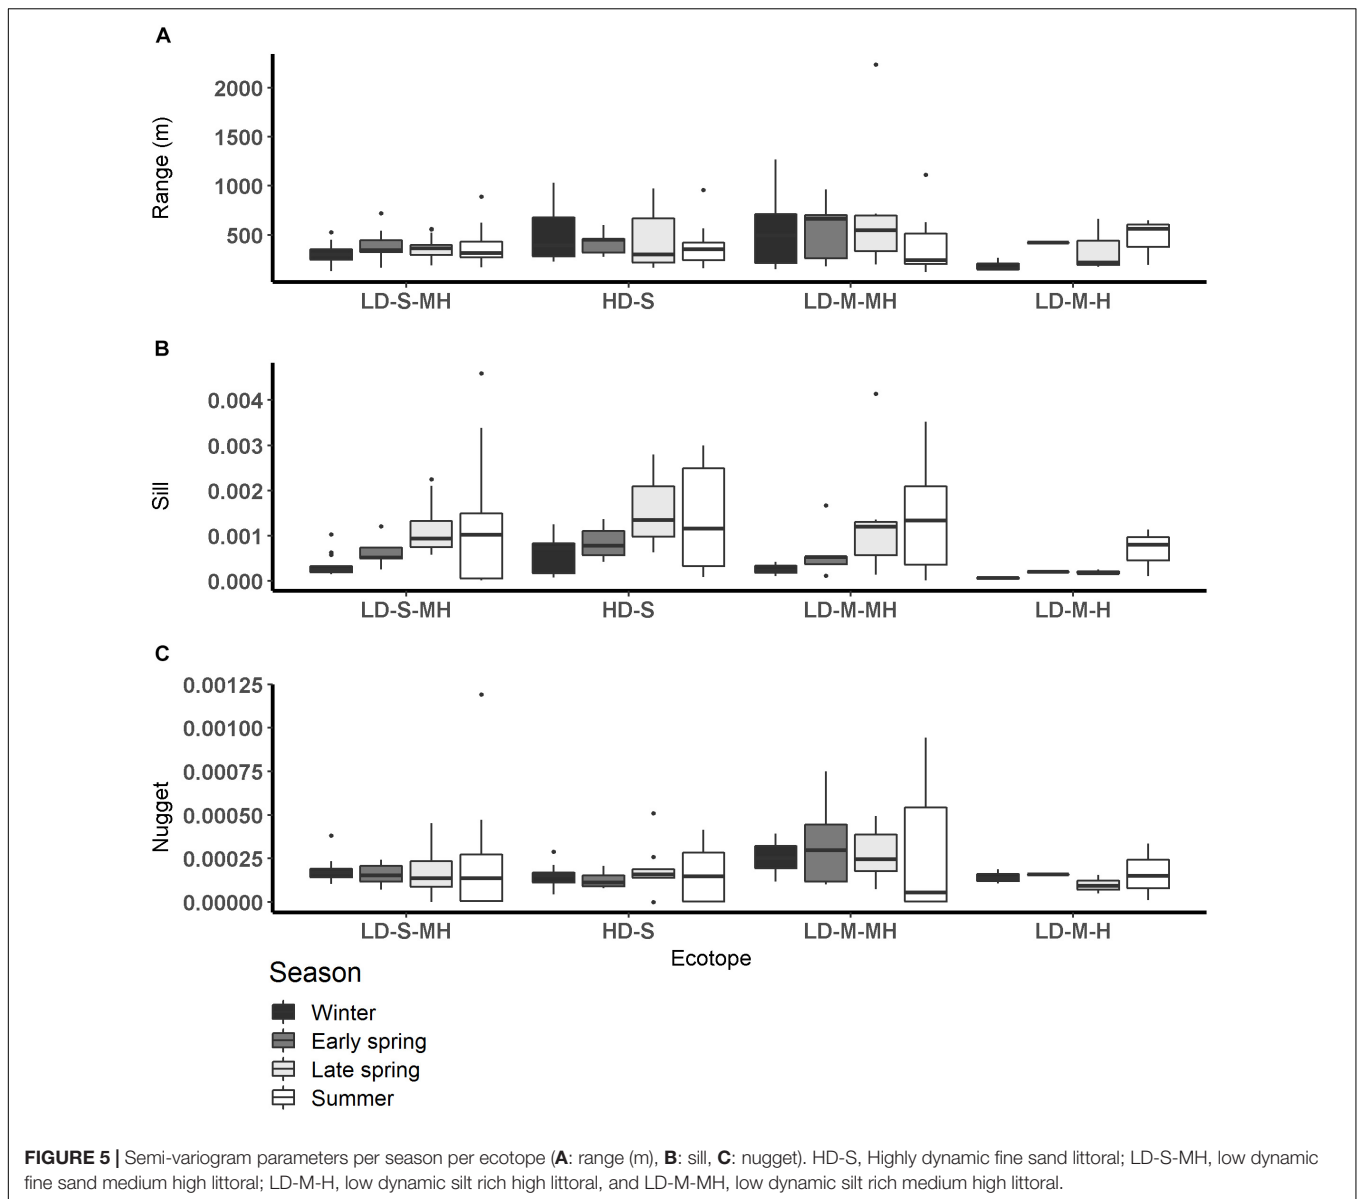 A
Range (m)
2000
1500
1000
500
LD-S-MH HD-S LD-M-MH LD-M-H
B
Sill
0.004
0.003
0.002
0.001
0.000
LD-S-MH HD-S LD-M-MH LD-M-H
C
Nugget
0.00125
0.00100
0.00075
0.00050
0.00025
0.00000
LD-S-MH HD-S LD-M-MH LD-M-H
Ecotope
Season
Winter
Early spring
Late spring
Summer
FIGURE 5 | Semi-variogram parameters per season per ecotope (A: range (m), B: sill, C: nugget). HD-S, Highly dynamic fine sand littoral; LD-S-MH, low dynamic
fine sand medium high littoral; LD-M-H, low dynamic silt rich high littoral, and LD-M-MH, low dynamic silt rich medium high littoral.